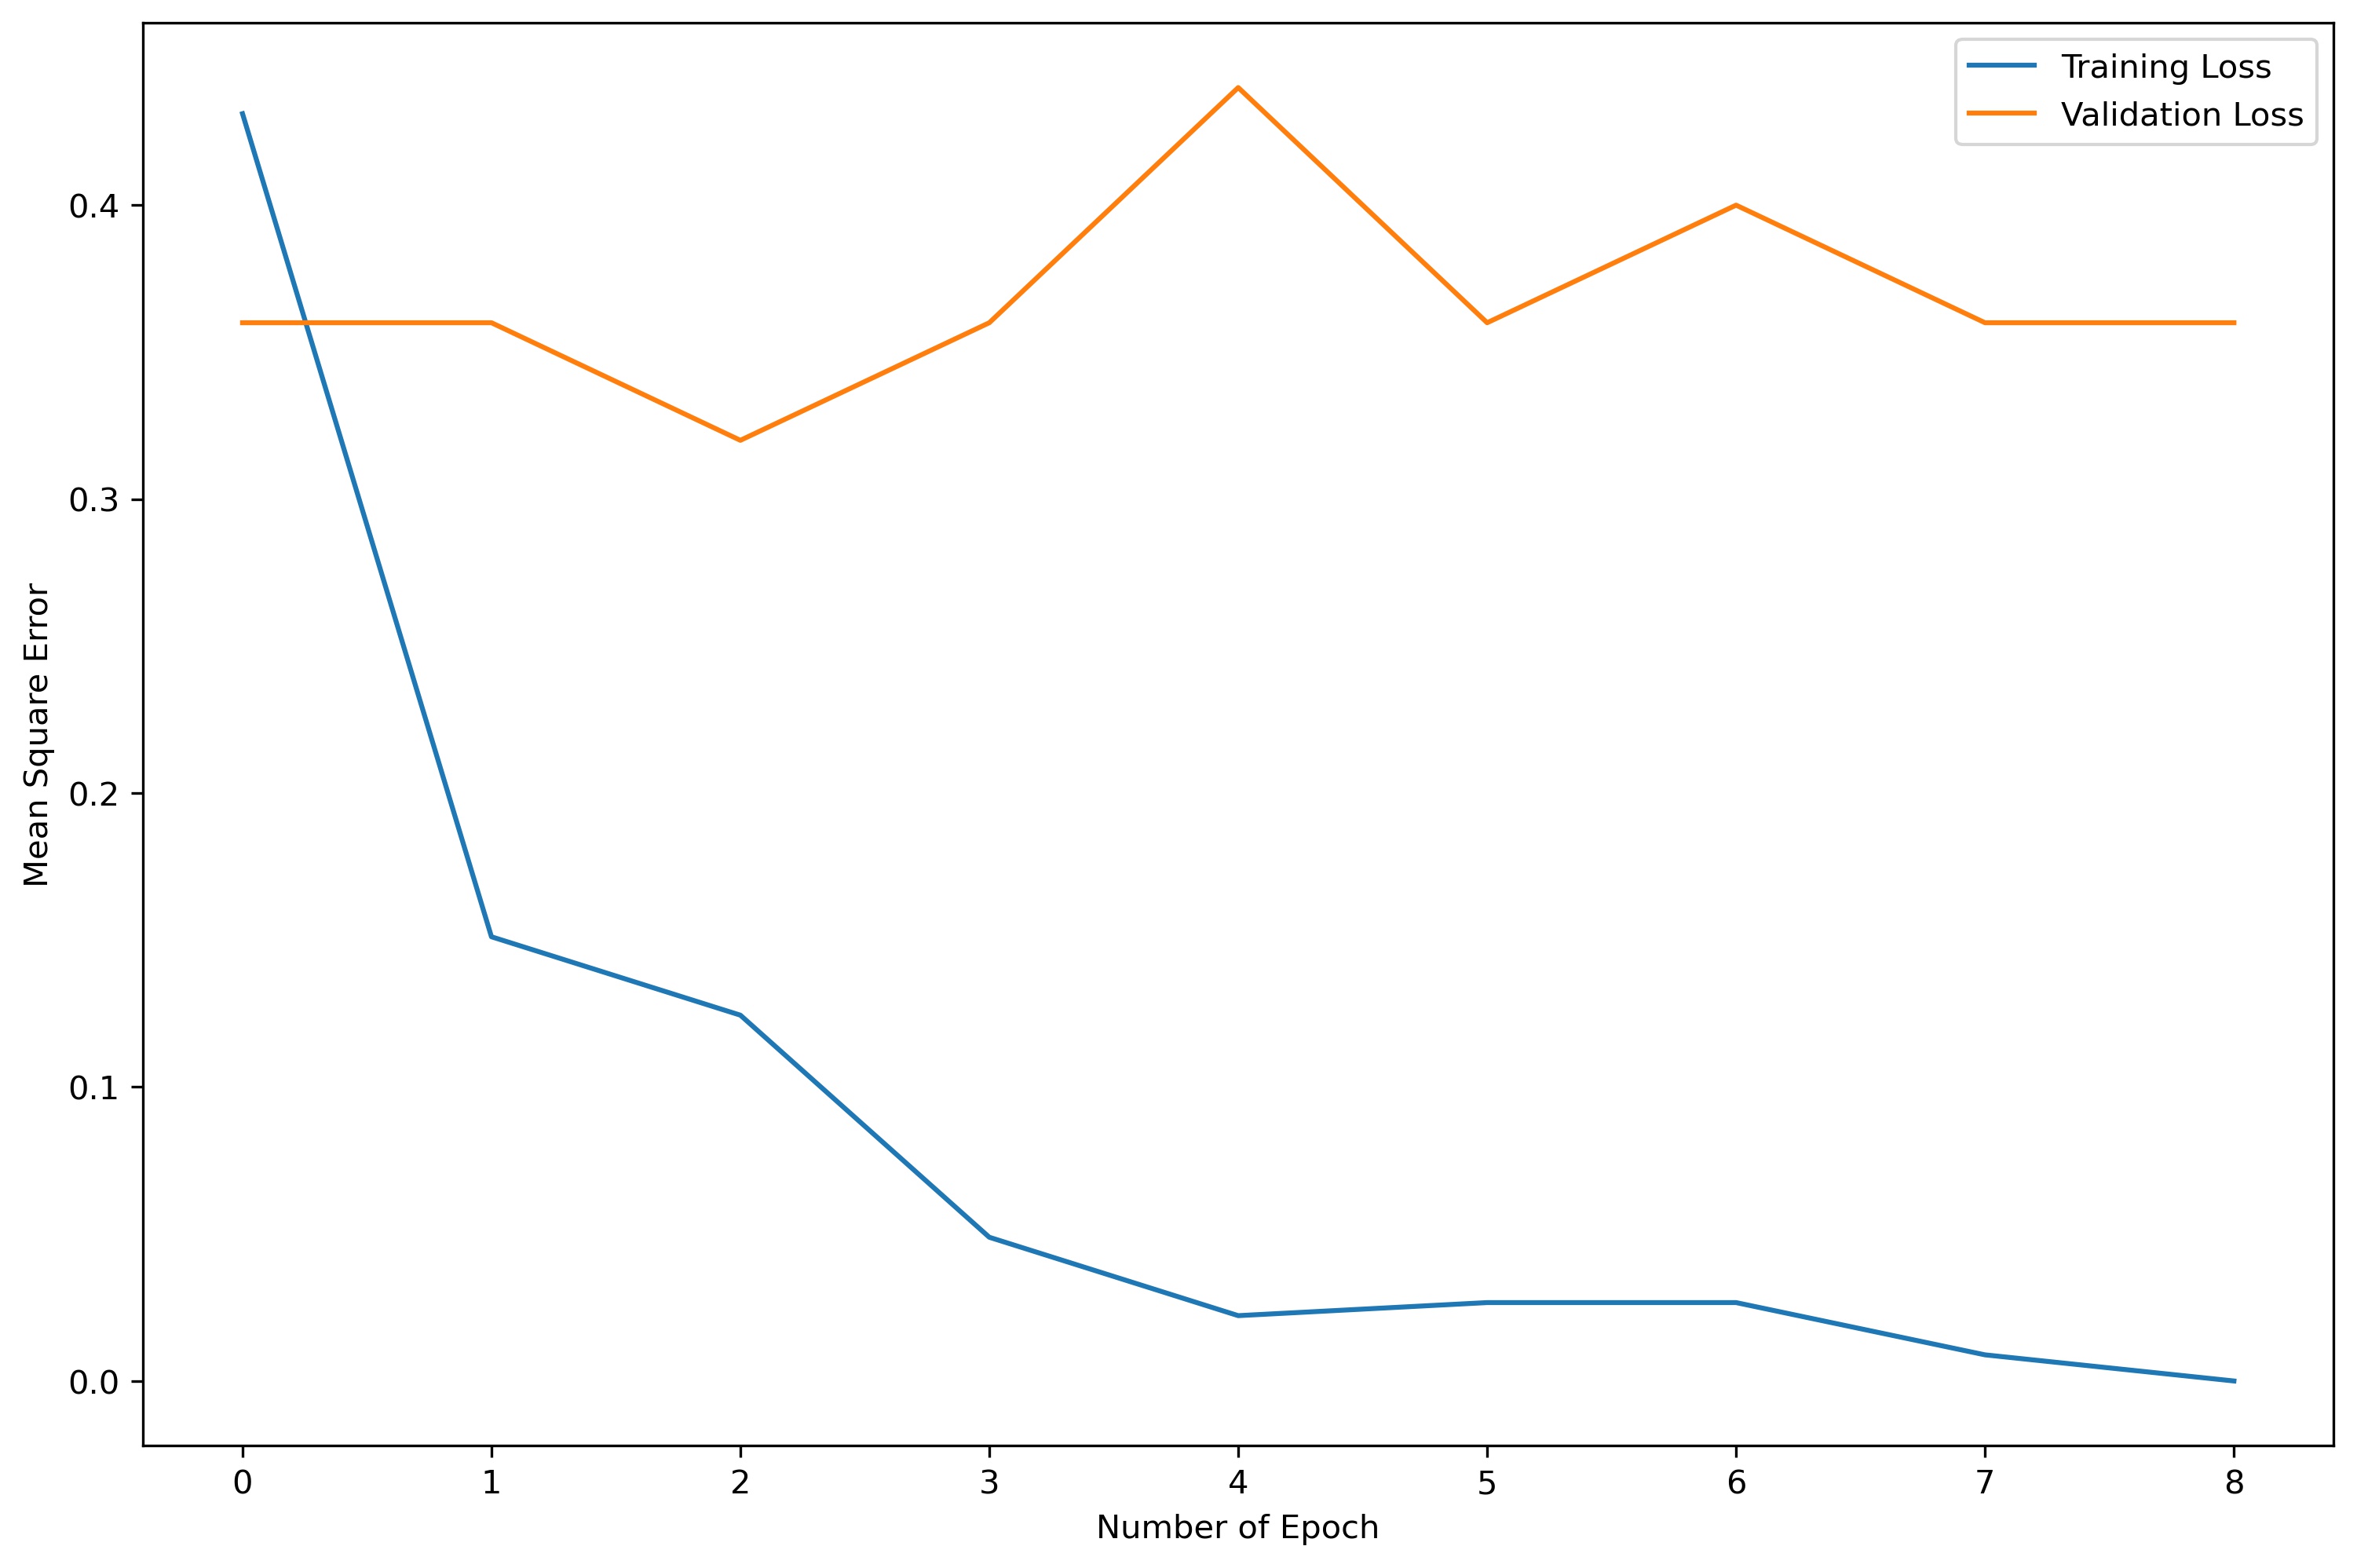 Training Loss
Validation Loss
0.4
0.3
0.2
0.1
0.0
Mean Square Error
0 1 2 3 4 5 6 7 8
Number of Epoch